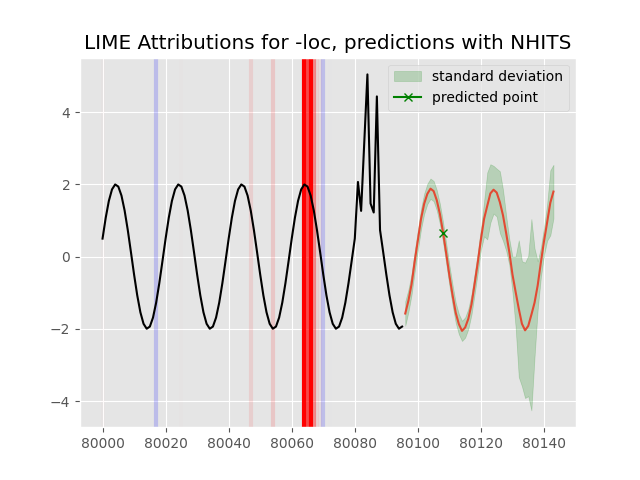 LIME Attributions for -loc, predictions with NHITS
standard deviation
predicted point
4
2
0
−2
−4
80000 80020 80040 80060 80080 80100 80120 80140